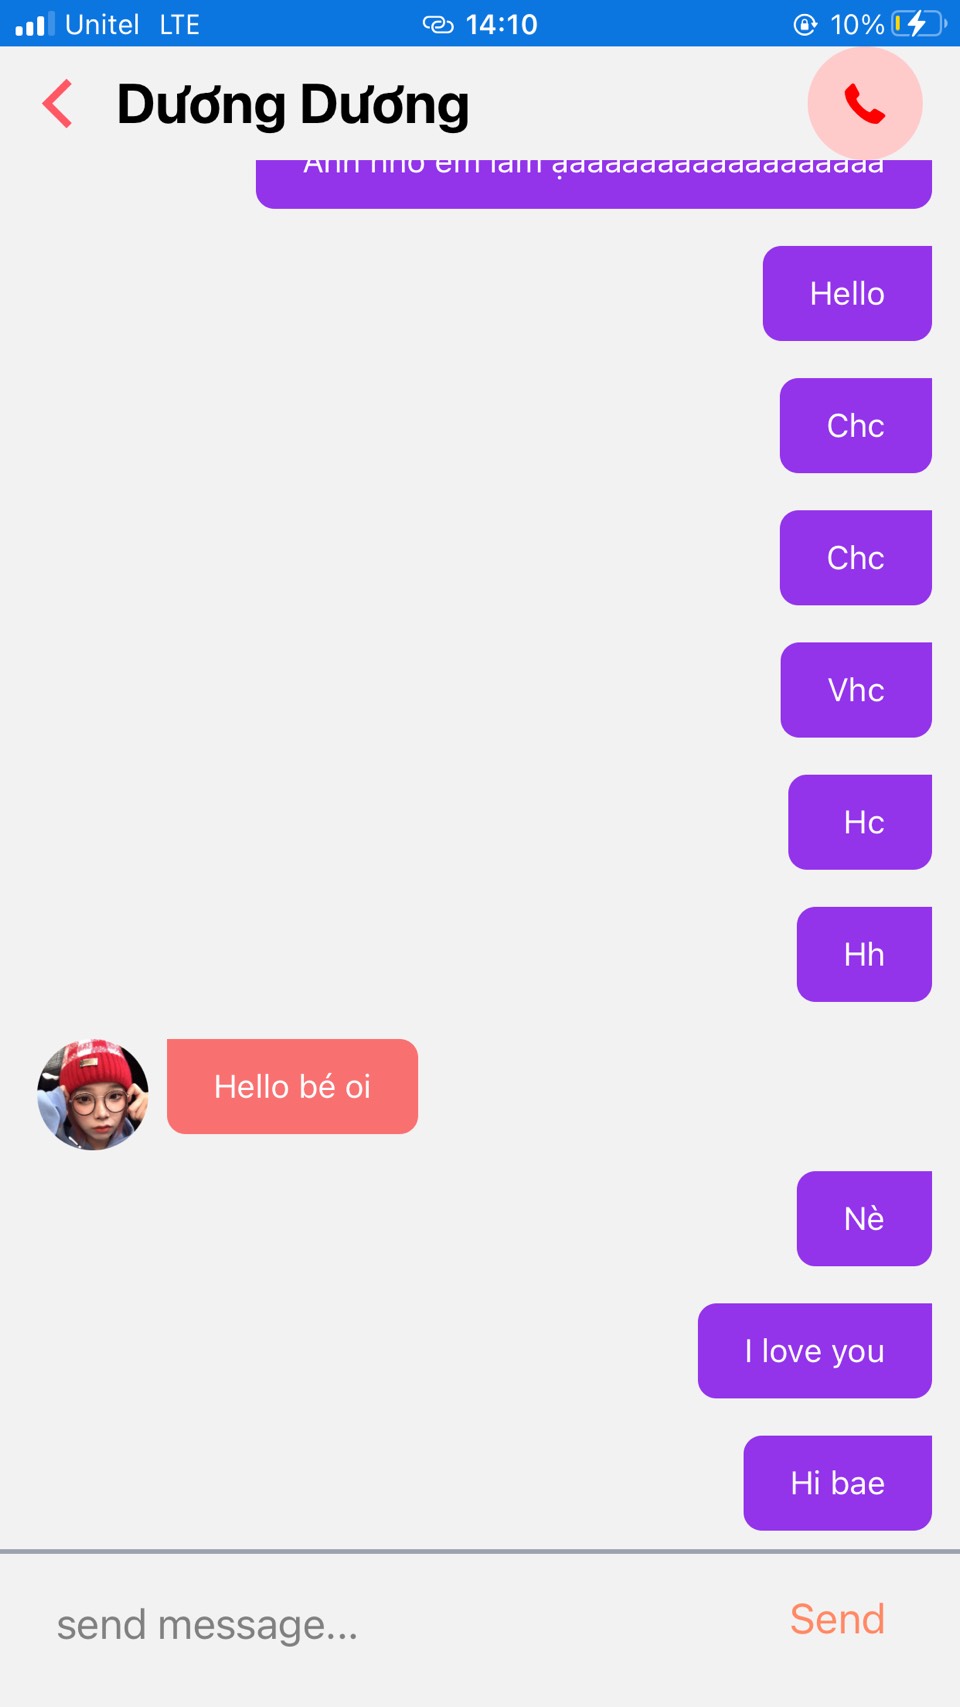 Unitel LTE 14:10 10%
Dương Dương
Hello
Chc
Chc
Vhc
Hc
Hh
Hello bé oi
Nè
I love you
Hi bae
send message...
Send